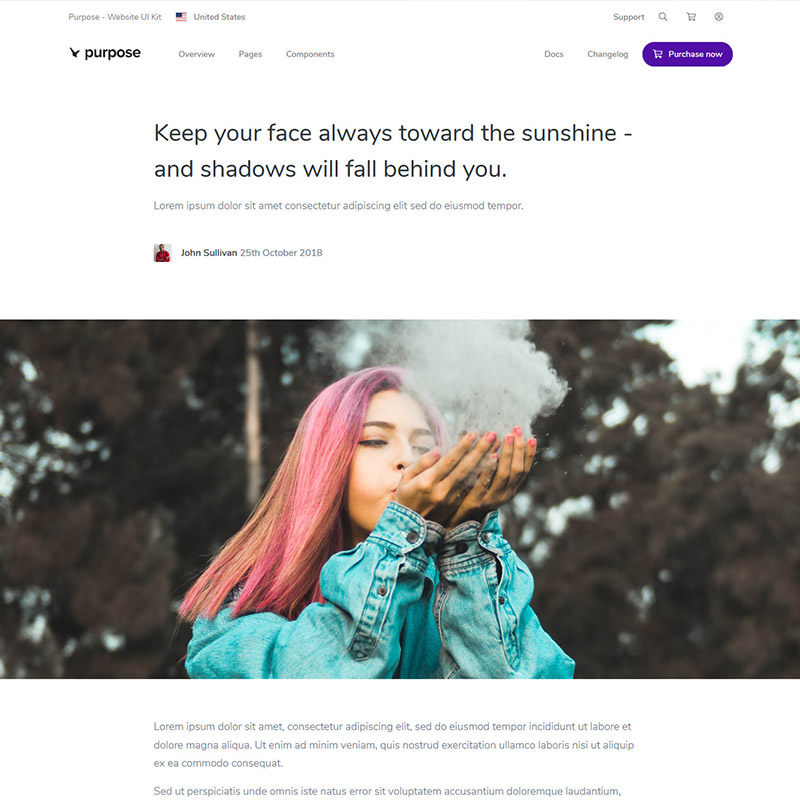 Purpose - Website UI Kit United States Support
purpose Overview Pages Components Docs Changelog Purchase now
Keep your face always toward the sunshine -
and shadows will fall behind you.
Lorem ipsum dolor sit amet consectetur adipiscing elit sed do eiusmod tempor.
John Sullivan 25th October 2018
Lorem ipsum dolor sit amet, consectetur adipiscing elit, sed do eiusmod tempor incididunt ut labore et
dolore magna aliqua. Ut enim ad minim veniam, quis nostrud exercitation ullamco laboris nisi ut aliquip
ex ea commodo consequat.
Sed ut perspiciatis unde omnis iste natus error sit voluptatem accusantium doloremque laudantium,